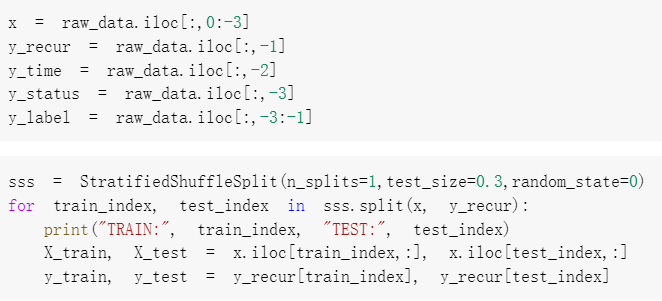 x = raw_data.iloc[:,0:-3]
y_recur = raw_data.iloc[:,-1]
y_time = raw_data.iloc[:,-2]
y_status = raw_data.iloc[:,-3]
y_label = raw_data.iloc[:,-3:-1]
sss = StratifiedShuffleSplit(n_splits=1,test_size=0.3,random_state=0)
for train_index, test_index in sss.split(x, y_recur):
    print("TRAIN:", train_index, "TEST:", test_index)
    X_train, X_test = x.iloc[train_index,:], x.iloc[test_index,:]
    y_train, y_test = y_recur[train_index], y_recur[test_index]